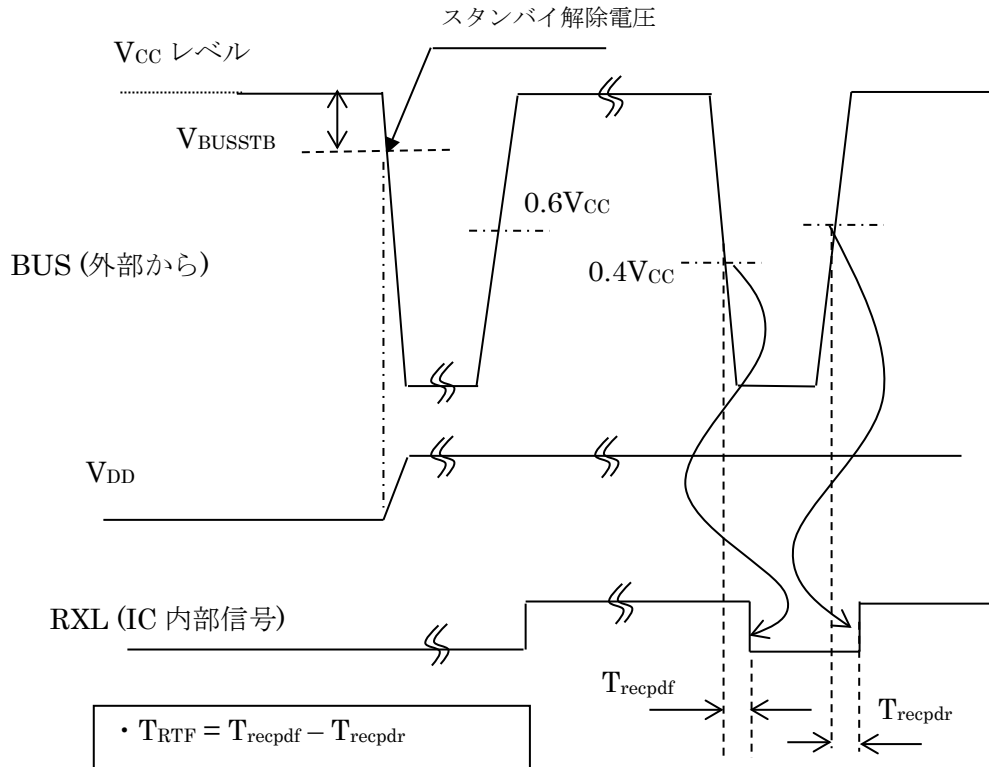 スタンバイ解除電圧
VCC レベル
VBUSSTB
0.6VCC
BUS (外部から)
0.4VCC
VDD
RXL (IC 内部信号)
Trecpdf
Trecpdr
・TRTF = Trecpdf – Trecpdr